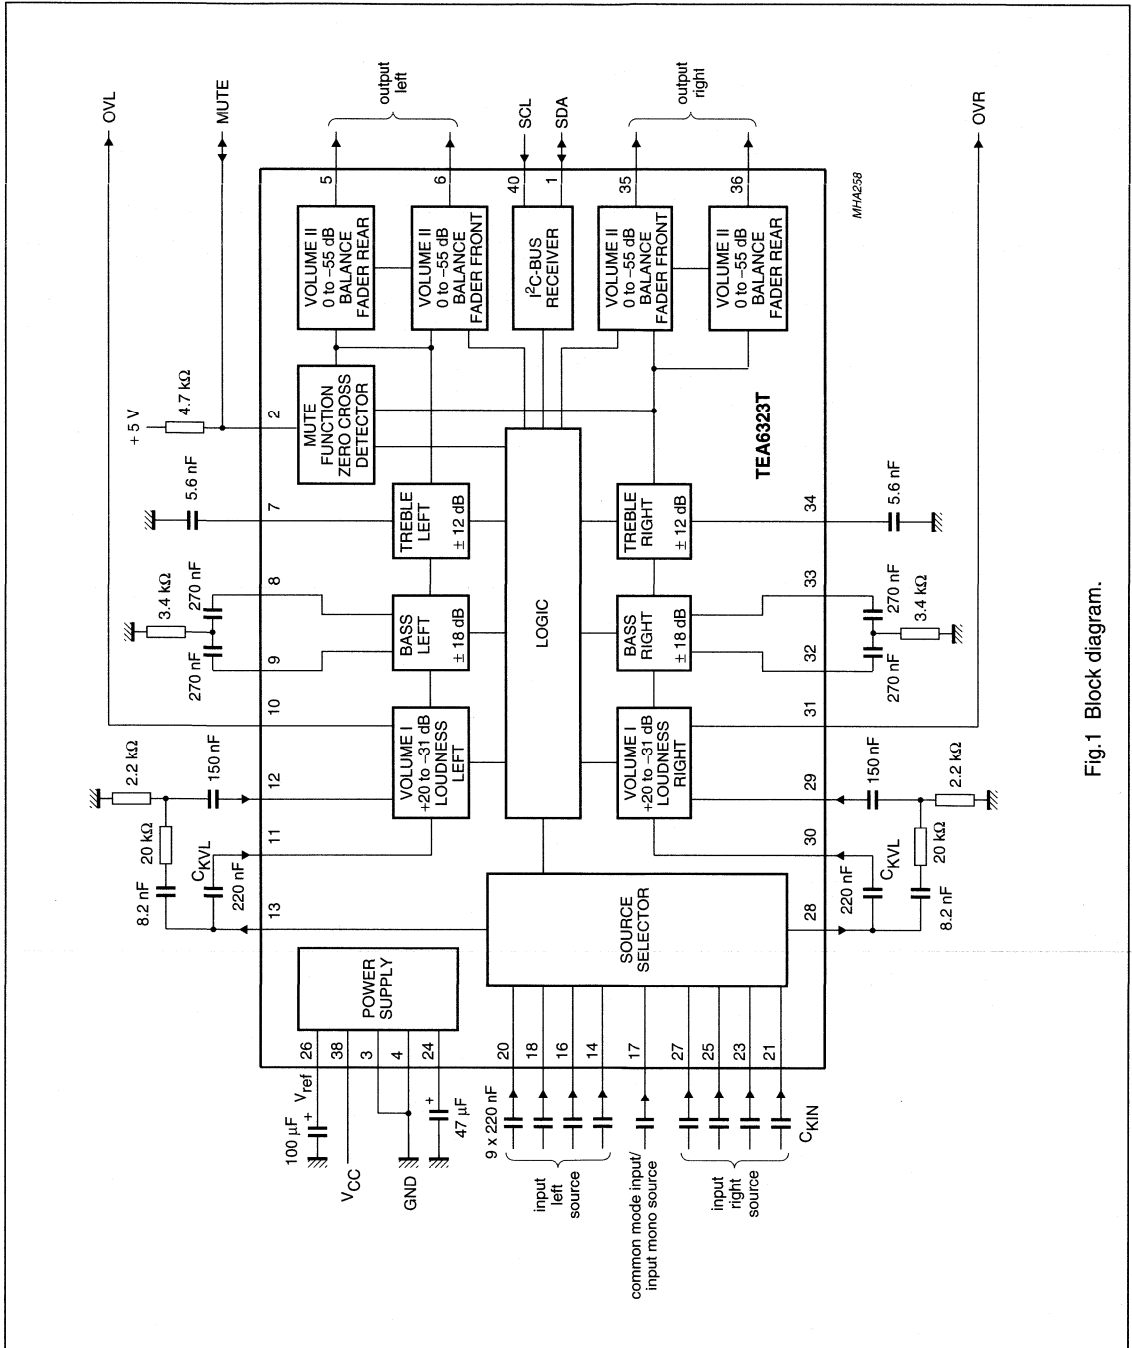 OVL
MUTE
output
left
SCL
SDA
output
right
OVR
MHA258
5
6
40
1
35
36
VOLUME II
0 to −55 dB
BALANCE
FADER REAR
VOLUME II
0 to −55 dB
BALANCE
FADER FRONT
I²C-BUS
RECEIVER
VOLUME II
0 to −55 dB
BALANCE
FADER FRONT
VOLUME II
0 to −55 dB
BALANCE
FADER REAR
+ 5 V
4.7 kΩ
2
MUTE
FUNCTION
ZERO CROSS
DETECTOR
TEA6323T
5.6 nF
7
TREBLE
LEFT
± 12 dB
LOGIC
TREBLE
RIGHT
± 12 dB
34
5.6 nF
3.4 kΩ
270 nF
270 nF
8
9
BASS
LEFT
± 18 dB
BASS
RIGHT
± 18 dB
33
32
270 nF
270 nF
3.4 kΩ
10
VOLUME I
+20 to −31 dB
LOUDNESS
LEFT
VOLUME I
+20 to −31 dB
LOUDNESS
RIGHT
31
2.2 kΩ
150 nF
12
20 kΩ
8.2 nF
CKVL
220 nF
11
13
29
150 nF
2.2 kΩ
30
CKVL
220 nF
20 kΩ
8.2 nF
28
POWER
SUPPLY
SOURCE
SELECTOR
26
38
3
4
24
20
18
16
14
17
27
25
23
21
Vref
100 μF
+
VCC
GND
+
47 μF
9 x 220 nF
CKIN
input
left
source
common mode input/
input mono source
input
right
source
Fig.1 Block diagram.